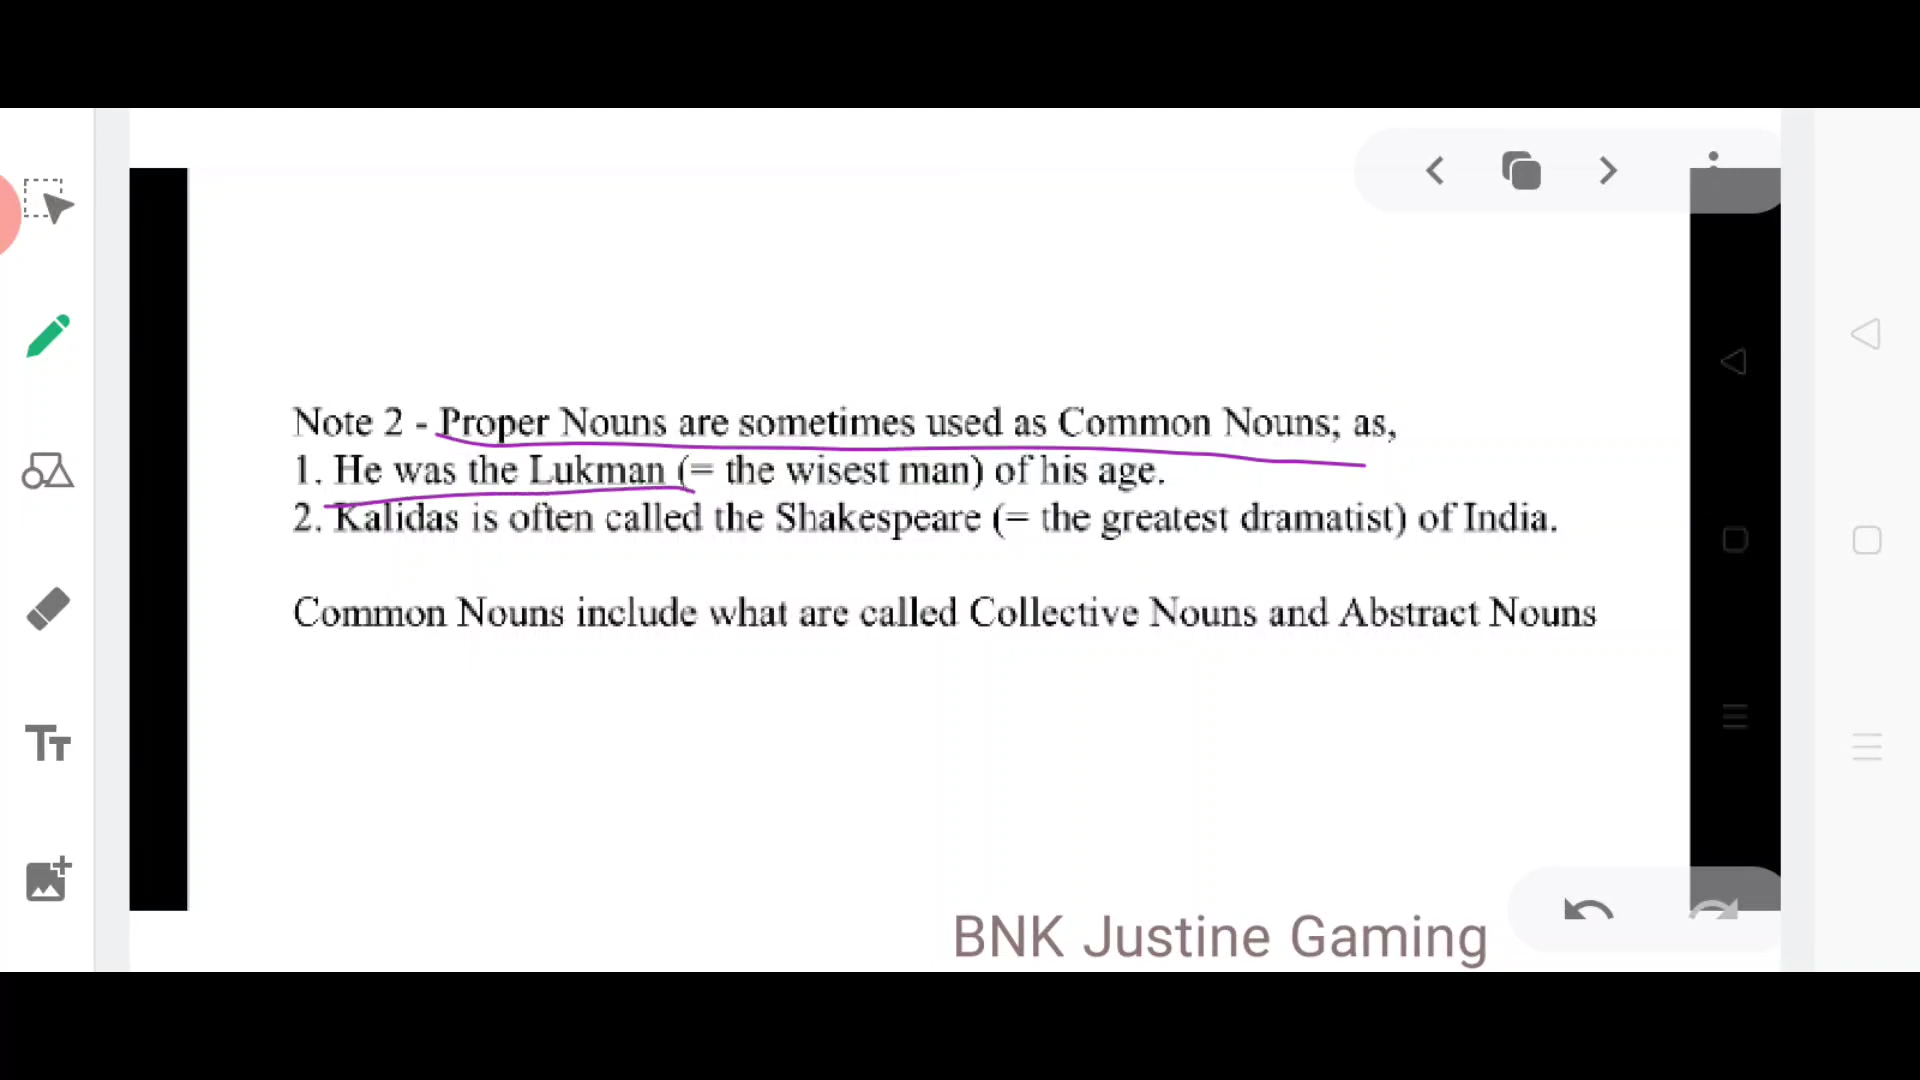 Note 2 - Proper Nouns are sometimes used as Common Nouns; as,
1. He was the Lukman (= the wisest man) of his age.
2. Kalidas is often called the Shakespeare (= the greatest dramatist) of India.
Common Nouns include what are called Collective Nouns and Abstract Nouns
TT
BNK Justine Gaming